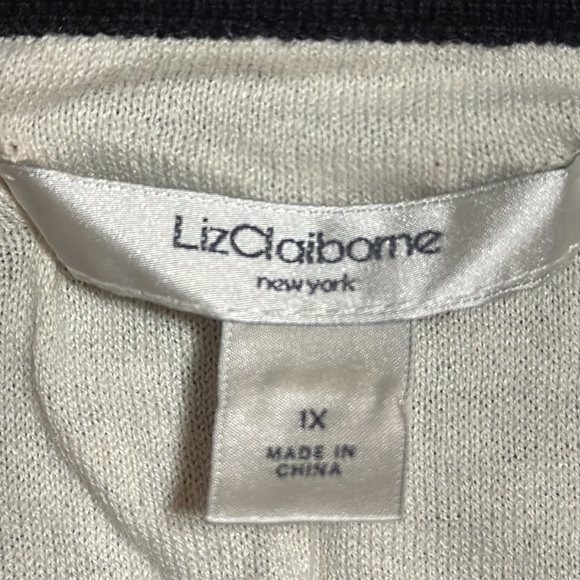 LizClaiborne
new york
1X
MADE IN
CHINA